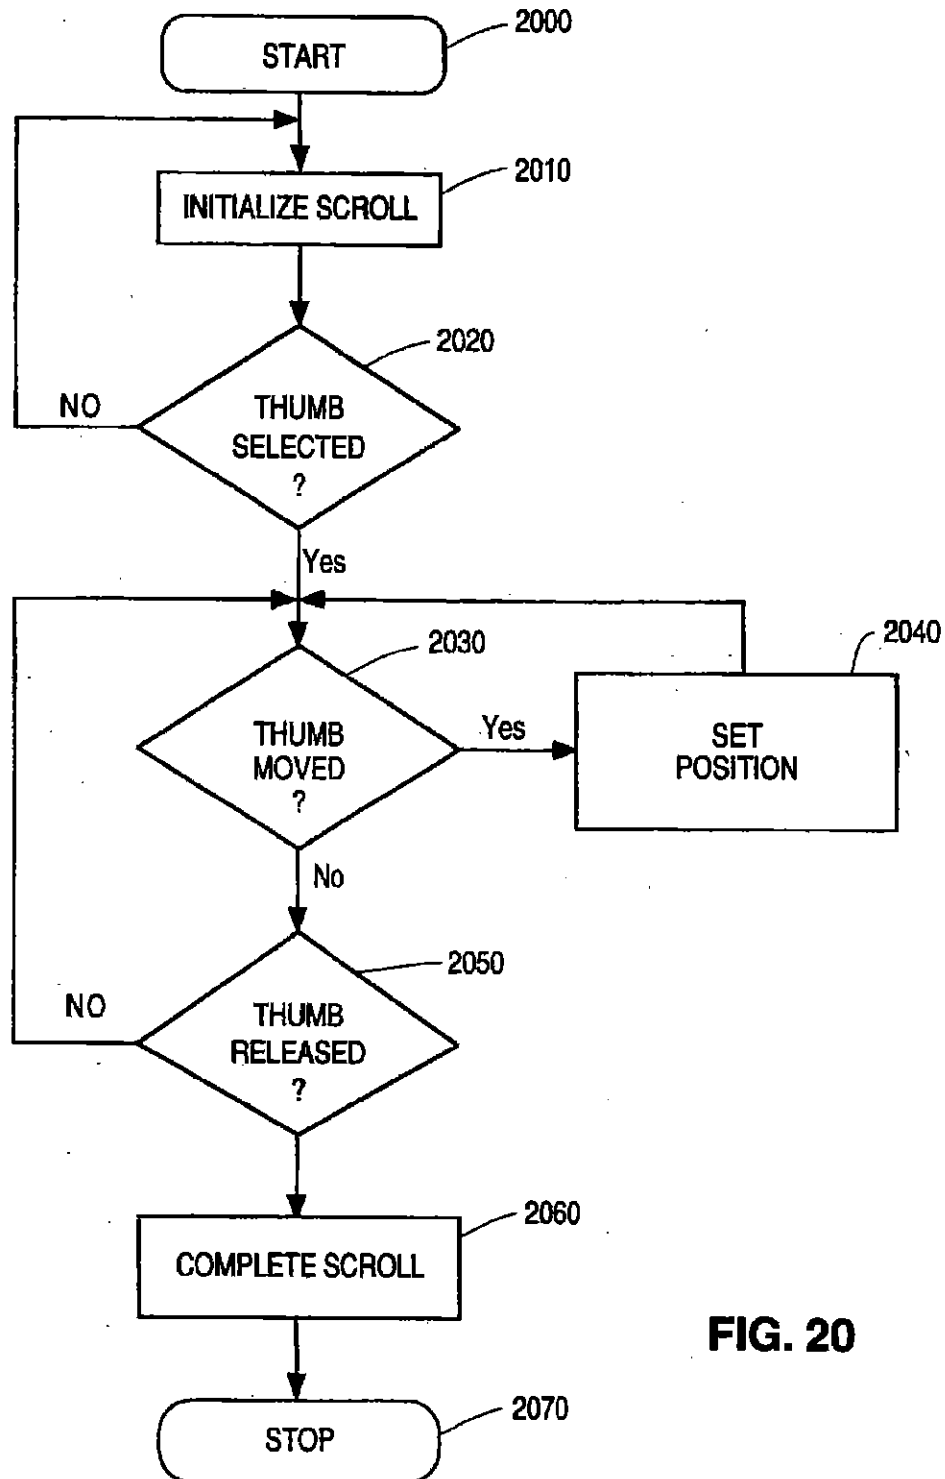 2000
START
2010
INITIALIZE SCROLL
2020
THUMB
SELECTED
?
NO
Yes
2030
THUMB
MOVED
?
Yes
2040
SET
POSITION
No
2050
THUMB
RELEASED
?
NO
2060
COMPLETE SCROLL
FIG. 20
2070
STOP